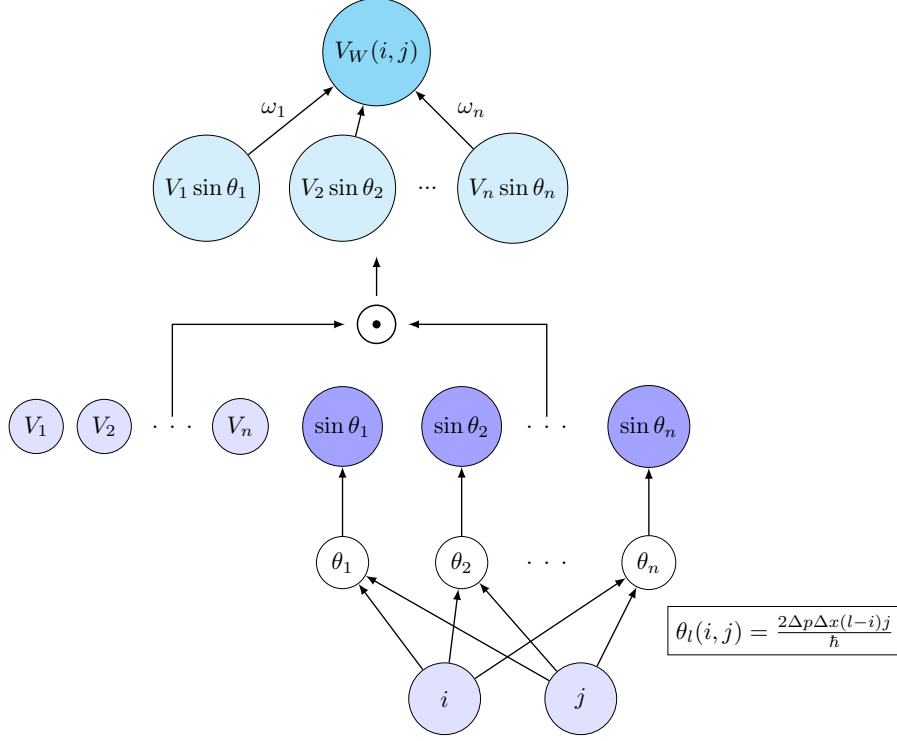 V_W(i, j)
ω_1 ω_n
V_1 sin θ_1 V_2 sin θ_2 ... V_n sin θ_n
V_1 V_2 . . . V_n sin θ_1 sin θ_2 . . . sin θ_n
θ_1 θ_2 . . . θ_n
θ_l(i, j) = \frac{2ΔpΔx(l−i)j}{ħ}
i j